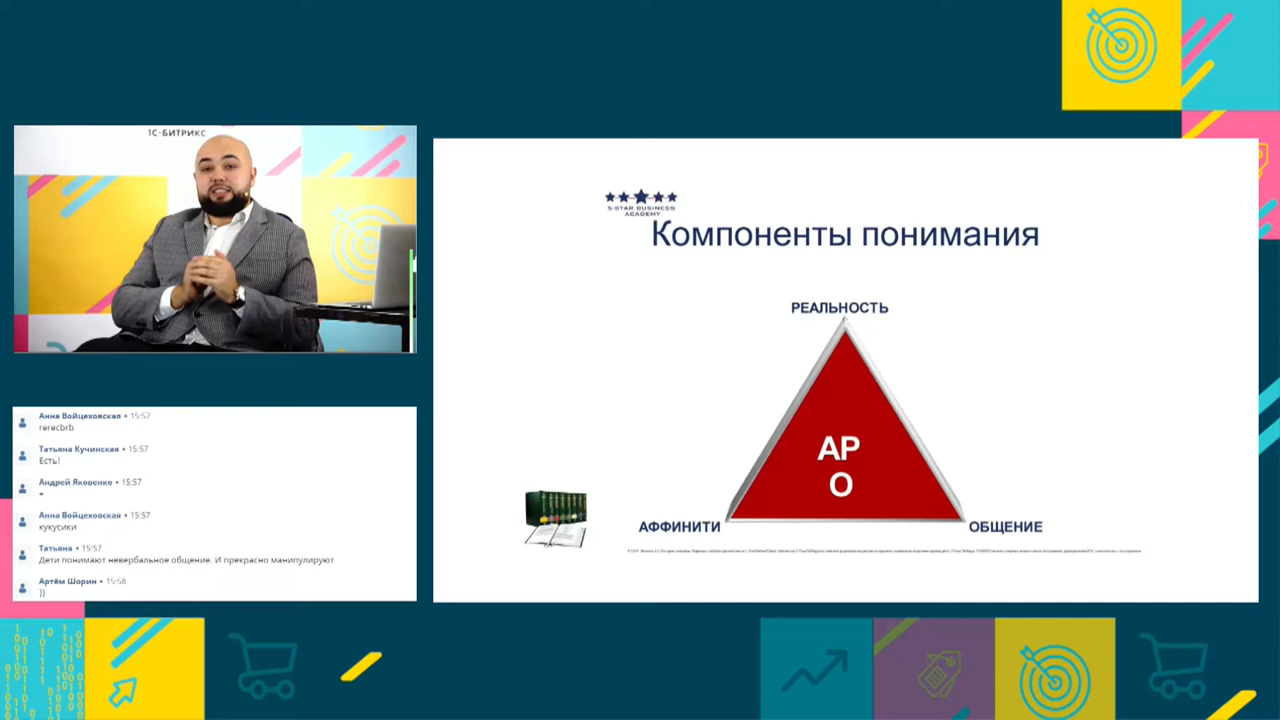 1С-БИТРИКС
Анна Войцеховская • 15:57
rerecbrb
Татьяна Кучинская • 15:57
Есть!
Андрей Яковенко • 15:57
+
Анна Войцеховская • 15:57
кукусики
Татьяна • 15:57
Дети понимают невербальное общение. И прекрасно манипулируют
Артём Шорин • 15:58
))
5-STAR BUSINESS
ACADEMY
Компоненты понимания
РЕАЛЬНОСТЬ
АР
О
АФФИНИТИ
ОБЩЕНИЕ